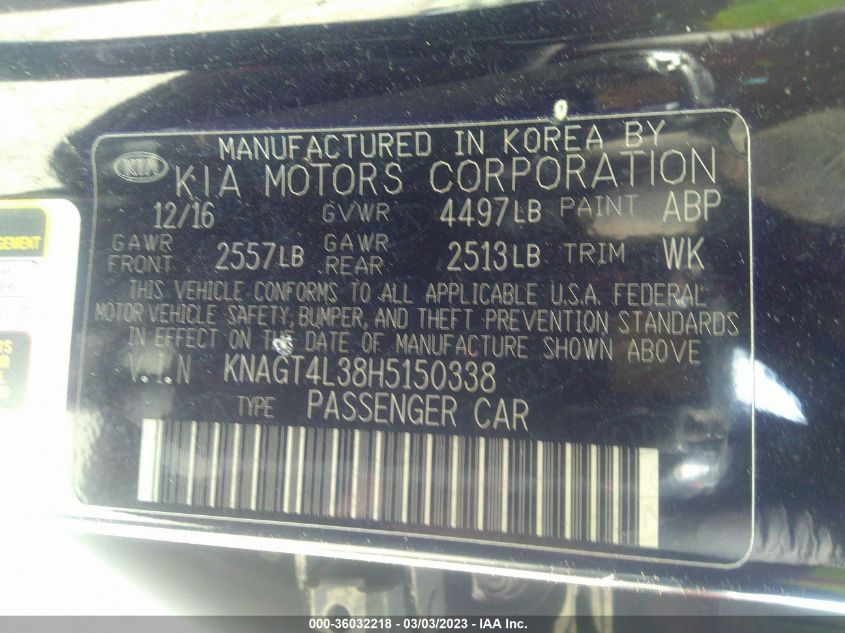 MANUFACTURED IN KOREA BY
KIA KIA MOTORS CORPORATION
12/16 GVWR 4497LB PAINT ABP
GAWR FRONT 2557LB GAWR REAR 2513LB TRIM WK
THIS VEHICLE CONFORMS TO ALL APPLICABLE U.S.A. FEDERAL
MOTOR VEHICLE SAFETY, BUMPER, AND THEFT PREVENTION STANDARDS
IN EFFECT ON THE DATE OF MANUFACTURE SHOWN ABOVE
V.I.N KNAGT4L38H5150338
TYPE PASSENGER CAR
000-36032218 - 03/03/2023 - IAA Inc.